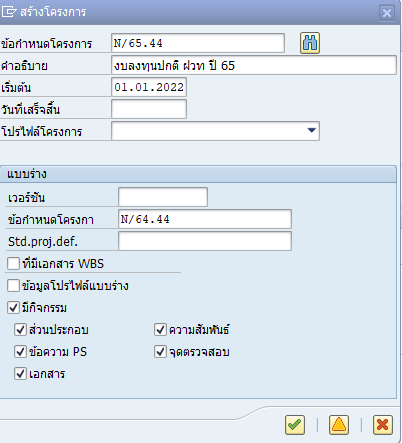 สร้างโครงการ
ข้อกำหนดโครงการ N/65.44
คำอธิบาย งบลงทุนปกติ ฝวท ปี 65
เริ่มต้น 01.01.2022
วันที่เสร็จสิ้น
โปรไฟล์โครงการ
แบบร่าง
เวอร์ชัน
ข้อกำหนดโครงกา N/64.44
Std.proj.def.
ที่มีเอกสาร WBS
ข้อมูลโปรไฟล์แบบร่าง
มีกิจกรรม
ส่วนประกอบ ความสัมพันธ์
ข้อความ PS จุดตรวจสอบ
เอกสาร